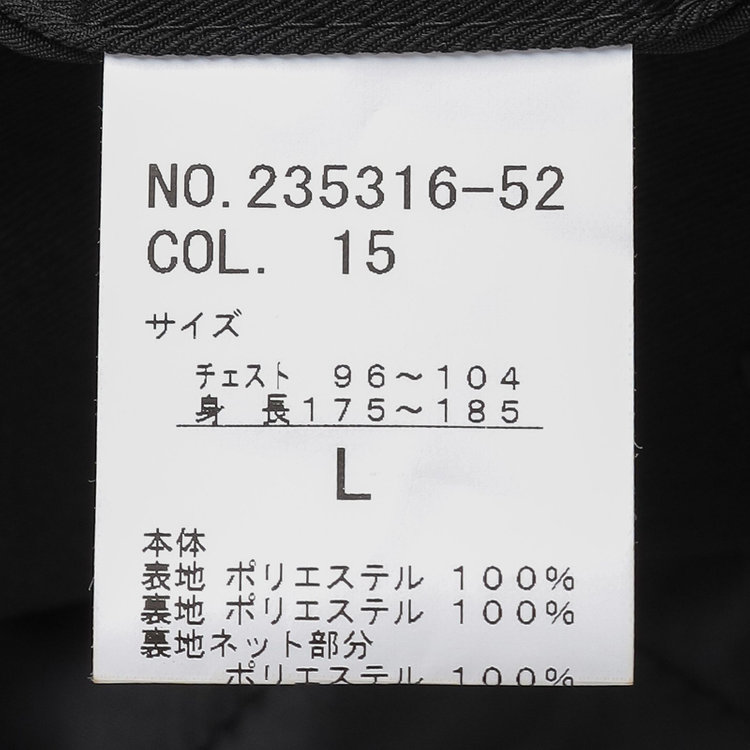 NO.235316-52
COL. 15
サイズ
チェスト 96～104
身 長175～185
L
本体
表地 ポリエステル 100%
裏地 ポリエステル 100%
裏地ネット部分
ポリエステル 100%